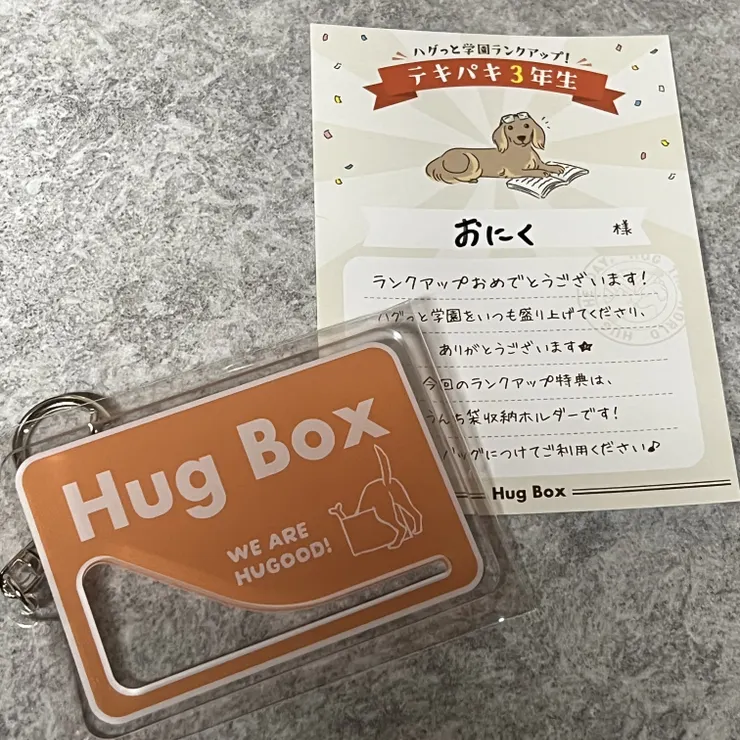 ハグっと学園ランクアップ!
テキパキ3年生
おにく 様
ランクアップおめでとうございます!
ハグっと学園をいつも盛り上げてくださり、
ありがとうございます★
今回のランクアップ特典は、
うんち袋収納ホルダーです!
バッグにつけてご利用ください♪
Hug Box
Hug Box
WE ARE
HUGOOD!